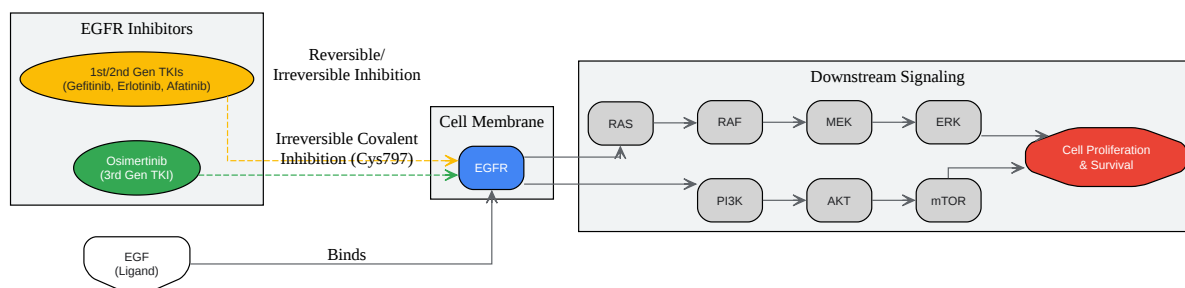 EGFR Inhibitors
1st/2nd Gen TKIs
(Gefitinib, Erlotinib, Afatinib)
Reversible/
Irreversible Inhibition
Osimertinib
(3rd Gen TKI)
Irreversible Covalent
Inhibition (Cys797)
EGF
(Ligand)
Binds
Cell Membrane
EGFR
Downstream Signaling
RAS
RAF
MEK
ERK
PI3K
AKT
mTOR
Cell Proliferation
& Survival